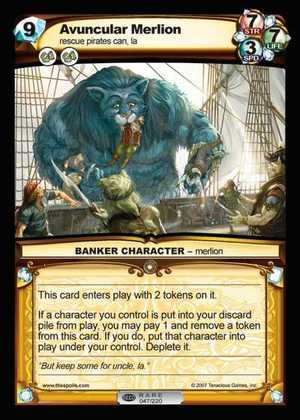 9
Avuncular Merlion
rescue pirates can, la
7
STR
7
LIFE
3
SPD
BANKER CHARACTER – merlion
This card enters play with 2 tokens on it.
If a character you control is put into your discard
pile from play, you may pay 1 and remove a token
from this card. If you do, put that character into
play under your control. Deplete it.
"But keep some for uncle, la."
www.thespoils.com
RARE
047/220
© 2007 Tenacious Games, Inc.